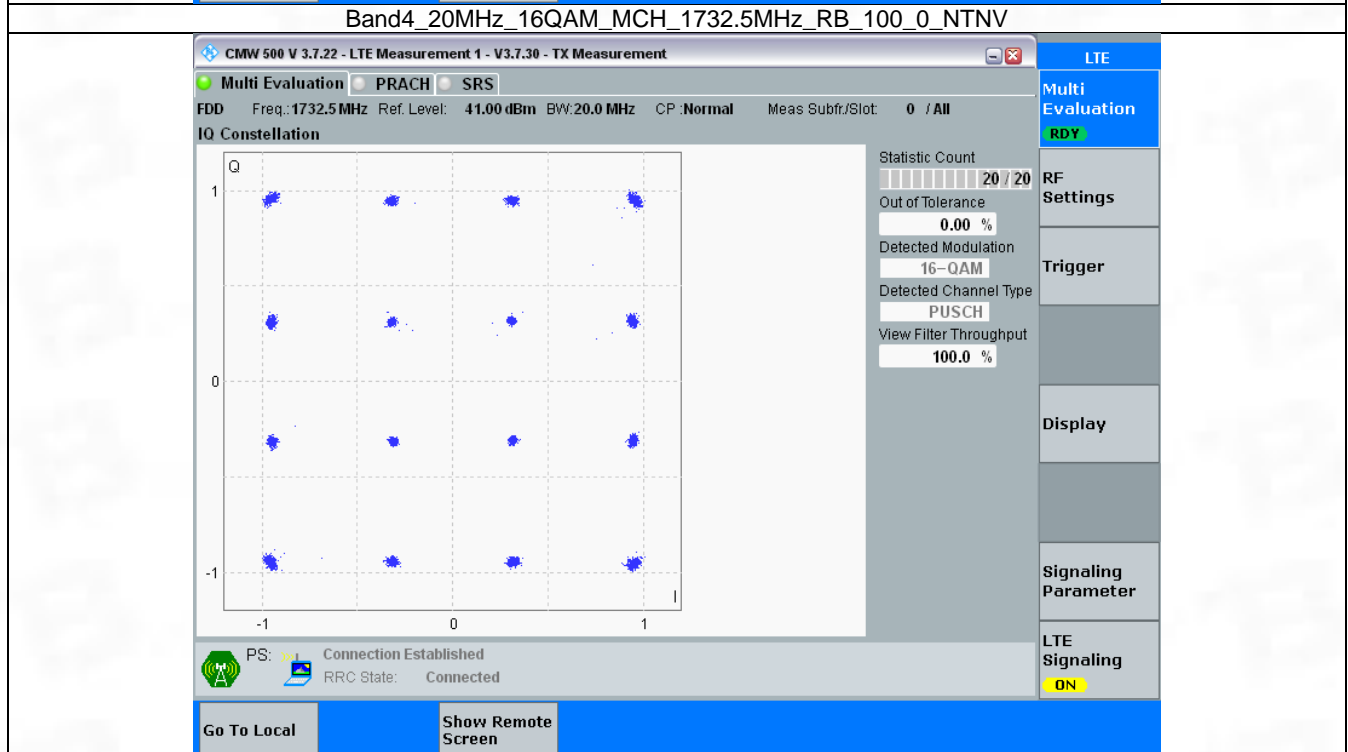 Band4_20MHz_16QAM_MCH_1732.5MHz_RB_100_0_NTNV
CMW 500 V 3.7.22 - LTE Measurement 1 - V3.7.30 - TX Measurement
LTE
Multi Evaluation PRACH SRS
Multi
Evaluation
RDY
FDD Freq.:1732.5 MHz Ref. Level: 41.00 dBm BW:20.0 MHz CP :Normal Meas Subfr./Slot: 0 / All
IQ Constellation
Q
1
0
-1
I
-1 0 1
Statistic Count
20 / 20
Out of Tolerance
0.00 %
Detected Modulation
16-QAM
Detected Channel Type
PUSCH
View Filter Throughput
100.0 %
RF
Settings
Trigger
Display
Signaling
Parameter
LTE
Signaling
ON
PS: Connection Established
RRC State: Connected
Go To Local
Show Remote
Screen